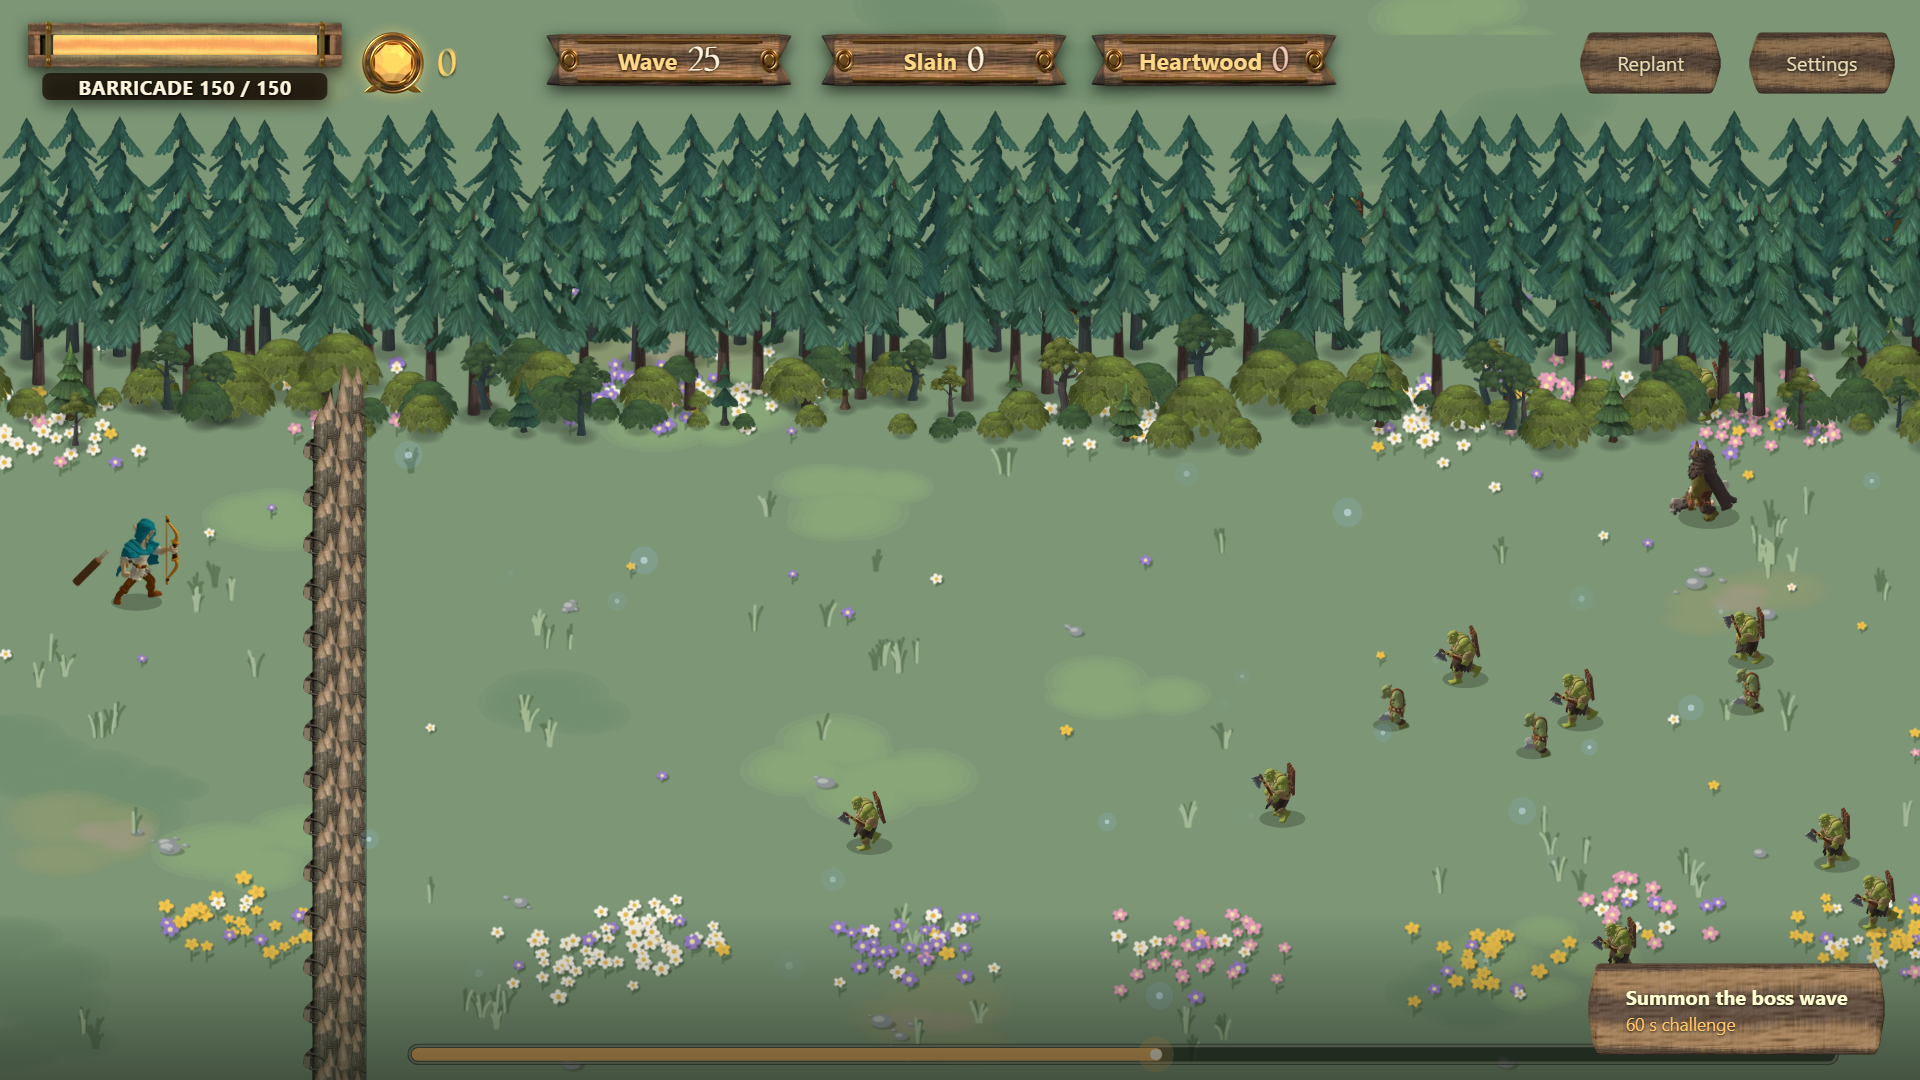 BARRICADE 150 / 150
0
Wave 25
Slain 0
Heartwood 0
Replant
Settings
Summon the boss wave
60 s challenge